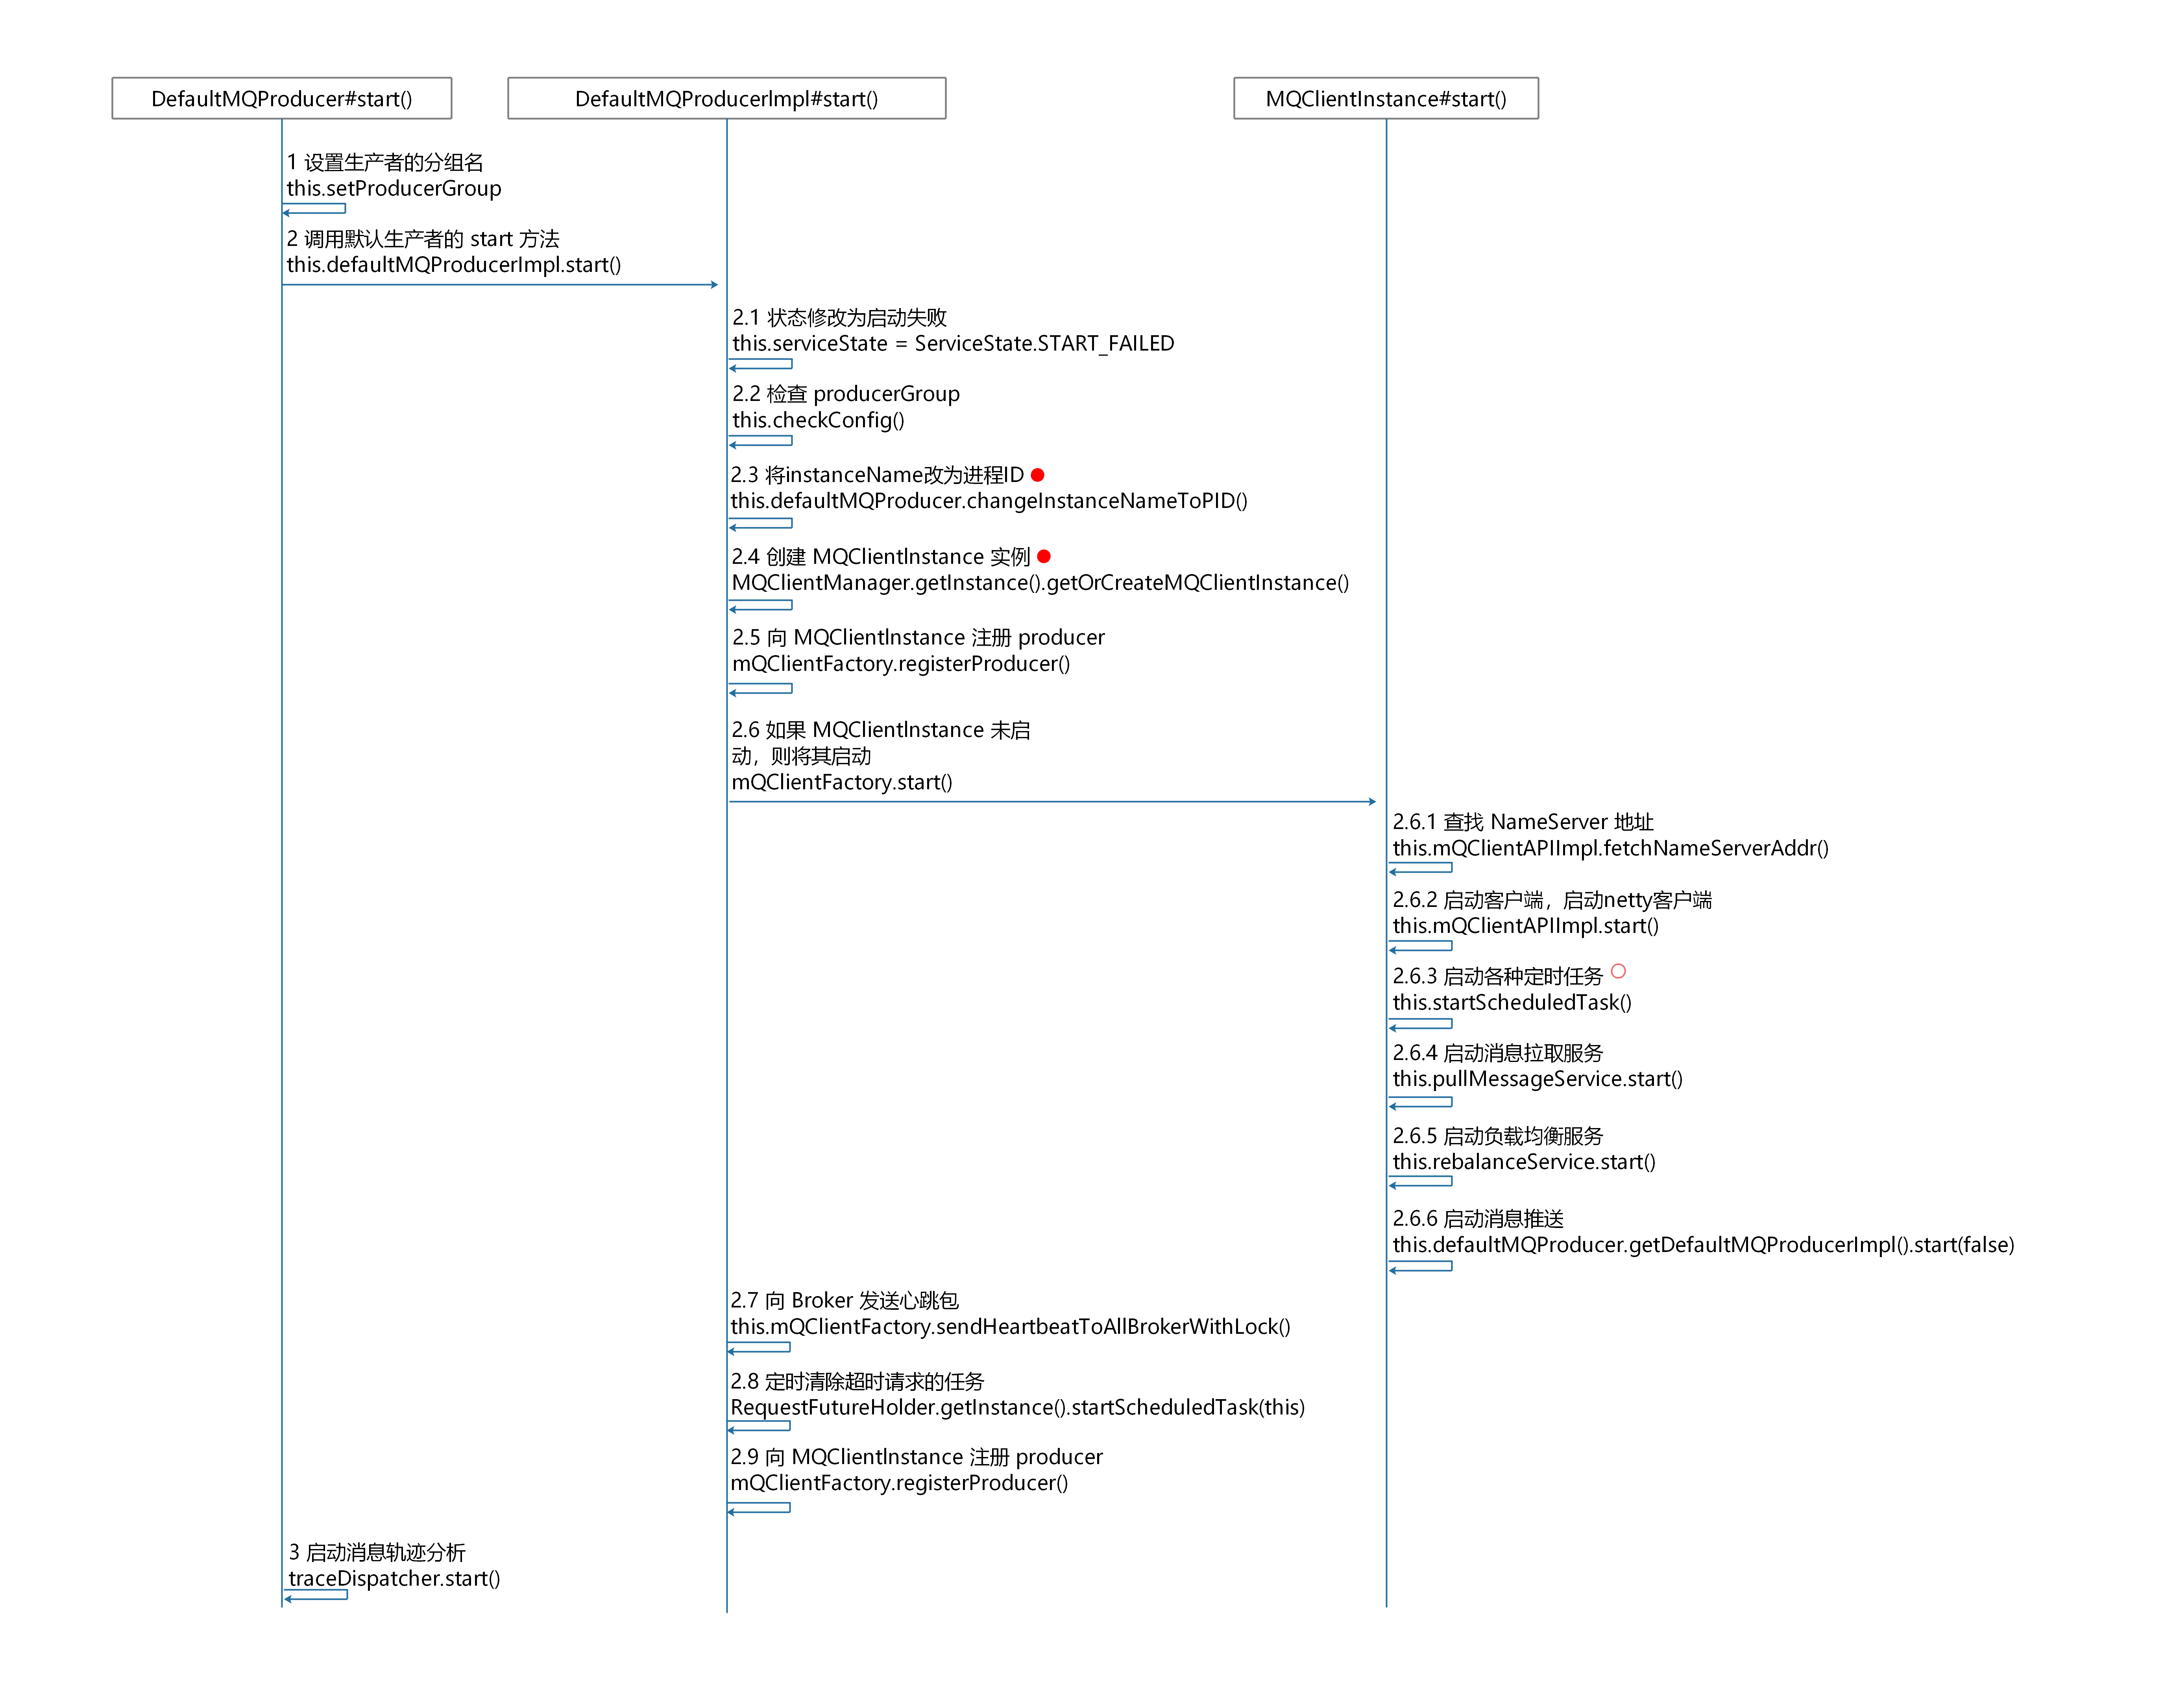 DefaultMQProducer#start()
DefaultMQProducerImpl#start()
MQClientInstance#start()
1 设置生产者的分组名
this.setProducerGroup
2 调用默认生产者的 start 方法
this.defaultMQProducerImpl.start()
2.1 状态修改为启动失败
this.serviceState = ServiceState.START_FAILED
2.2 检查 producerGroup
this.checkConfig()
2.3 将instanceName改为进程ID
this.defaultMQProducer.changeInstanceNameToPID()
2.4 创建 MQClientInstance 实例
MQClientManager.getInstance().getOrCreateMQClientInstance()
2.5 向 MQClientInstance 注册 producer
mQClientFactory.registerProducer()
2.6 如果 MQClientInstance 未启
动，则将其启动
mQClientFactory.start()
2.6.1 查找 NameServer 地址
this.mQClientAPIImpl.fetchNameServerAddr()
2.6.2 启动客户端，启动netty客户端
this.mQClientAPIImpl.start()
2.6.3 启动各种定时任务
this.startScheduledTask()
2.6.4 启动消息拉取服务
this.pullMessageService.start()
2.6.5 启动负载均衡服务
this.rebalanceService.start()
2.6.6 启动消息推送
this.defaultMQProducer.getDefaultMQProducerImpl().start(false)
2.7 向 Broker 发送心跳包
this.mQClientFactory.sendHeartbeatToAllBrokerWithLock()
2.8 定时清除超时请求的任务
RequestFutureHolder.getInstance().startScheduledTask(this)
2.9 向 MQClientInstance 注册 producer
mQClientFactory.registerProducer()
3 启动消息轨迹分析
traceDispatcher.start()